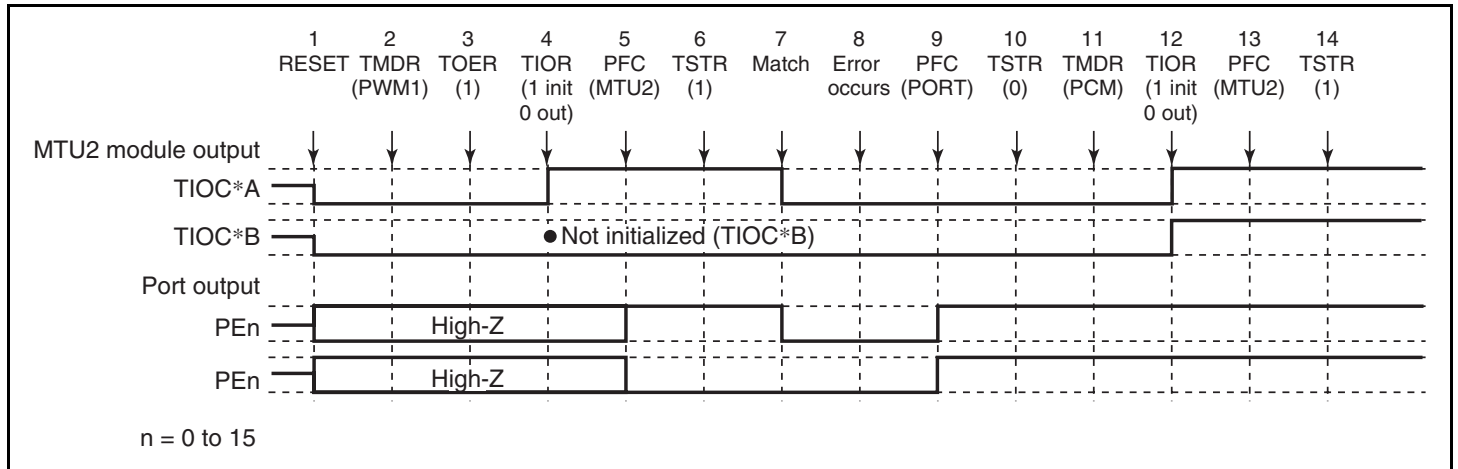 1 2 3 4 5 6 7 8 9 10 11 12 13 14
RESET TMDR TOER TIOR PFC TSTR Match Error PFC TSTR TMDR TIOR PFC TSTR
(PWM1) (1) (1 init (MTU2) (1) occurs (PORT) (0) (PCM) (1 init (MTU2) (1)
0 out) 0 out)
MTU2 module output
TIOC*A
TIOC*B ●Not initialized (TIOC*B)
Port output
PEn High-Z
PEn High-Z
n = 0 to 15